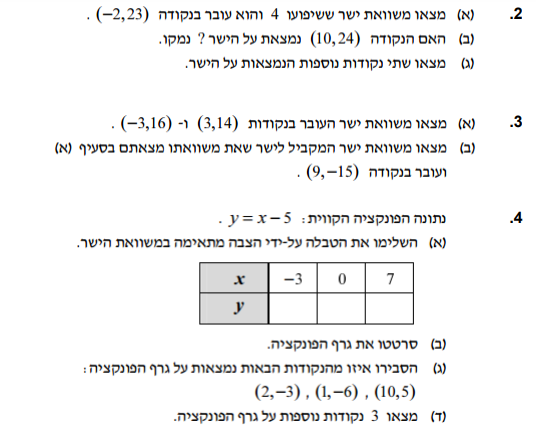 2. (א) מצאו משוואת ישר ששיפועו 4 והוא עובר בנקודה (−2,23) .
(ב) האם הנקודה (10,24) נמצאת על הישר ? נמקו.
(ג) מצאו שתי נקודות נוספות הנמצאות על הישר.
3. (א) מצאו משוואת ישר העובר בנקודות (3,14) ו- (−3,16) .
(ב) מצאו משוואת ישר המקביל לישר שאת משוואתו מצאתם בסעיף (א)
ועובר בנקודה (9,−15) .
4. נתונה הפונקציה הקווית: y = x − 5 .
(א) השלימו את הטבלה על-ידי הצבה מתאימה במשוואת הישר.
x −3 0 7
y
(ב) סרטטו את גרף הפונקציה.
(ג) הסבירו איזו מהנקודות הבאות נמצאות על גרף הפונקציה:
(2,−3) , (1,−6) , (10,5)
(ד) מצאו 3 נקודות נוספות על גרף הפונקציה.